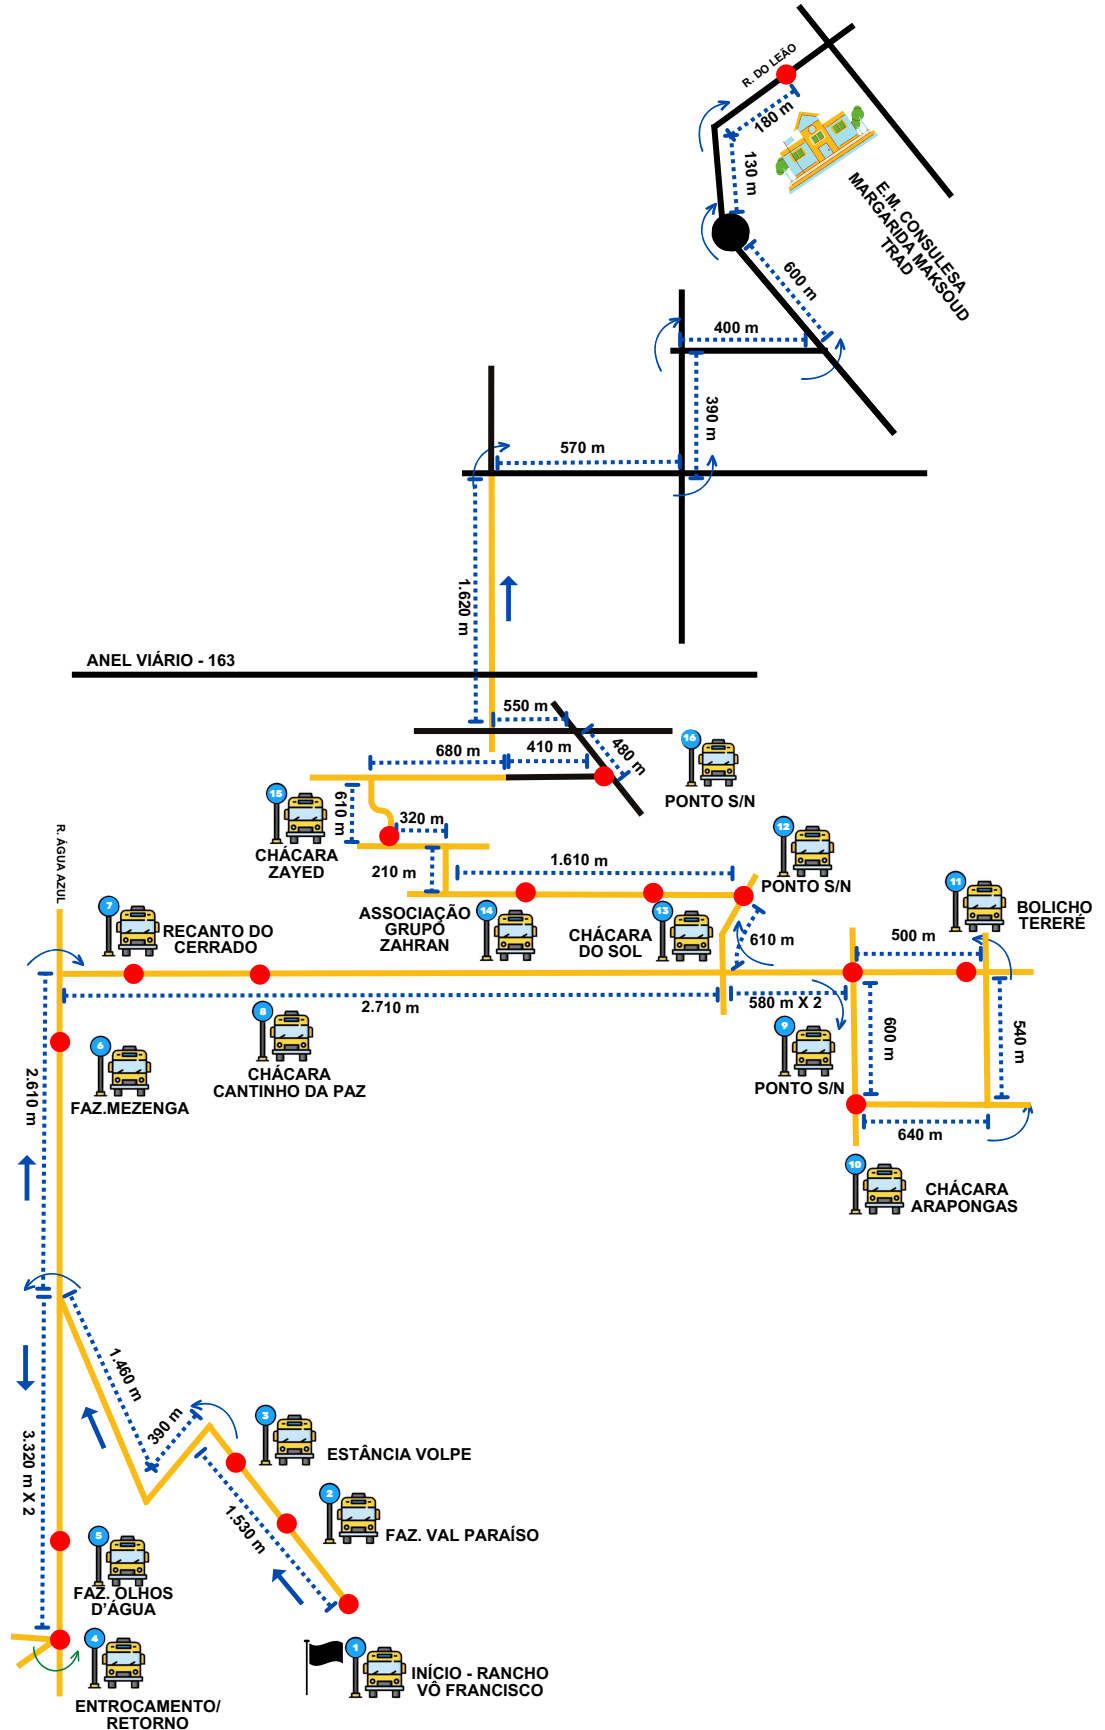 R. DO LEÃO
180 m
130 m
E.M. CONSULESA
MARGARIDA MAKSOUD
TRAD
600 m
400 m
390 m
570 m
1.620 m
ANEL VIÁRIO - 163
550 m
480 m
680 m
410 m
16
PONTO S/N
15
610 m
320 m
CHÁCARA
ZAYED
12
PONTO S/N
R. ÁGUA AZUL
210 m
1.610 m
11
BOLICHO
TERERÉ
7
RECANTO DO
CERRADO
ASSOCIAÇÃO
GRUPO
ZAHRAN
14
CHÁCARA
DO SOL
13
610 m
500 m
2.710 m
580 m X 2
8
CHÁCARA
CANTINHO DA PAZ
9
PONTO S/N
600 m
540 m
6
FAZ.MEZENGA
2.610 m
640 m
10
CHÁCARA
ARAPONGAS
1.460 m
390 m
3
ESTÂNCIA VOLPE
3.320 m X 2
1.530 m
2
FAZ. VAL PARAÍSO
5
FAZ. OLHOS
D'ÁGUA
4
ENTROCAMENTO/
RETORNO
1
INÍCIO - RANCHO
VÔ FRANCISCO